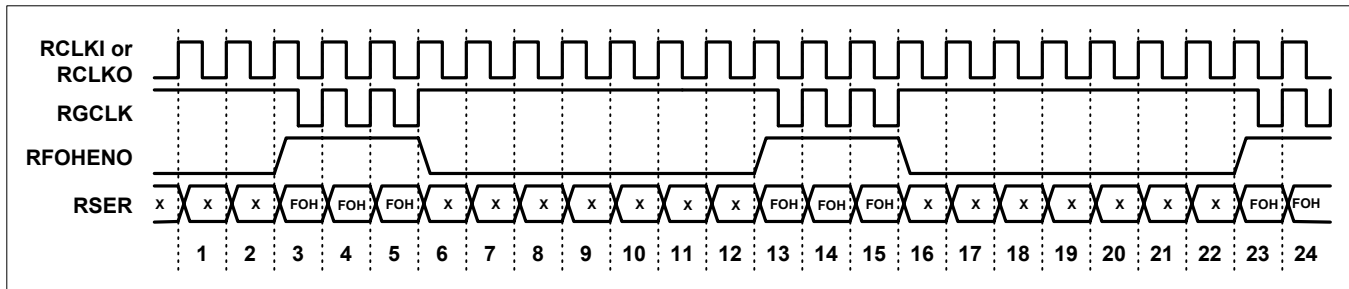 RCLKI or
RCLKO
RGCLK
RFOHENO
RSER X X X FOH FOH FOH X X X X X X X FOH FOH FOH X X X X X X X FOH FOH
1 2 3 4 5 6 7 8 9 10 11 12 13 14 15 16 17 18 19 20 21 22 23 24